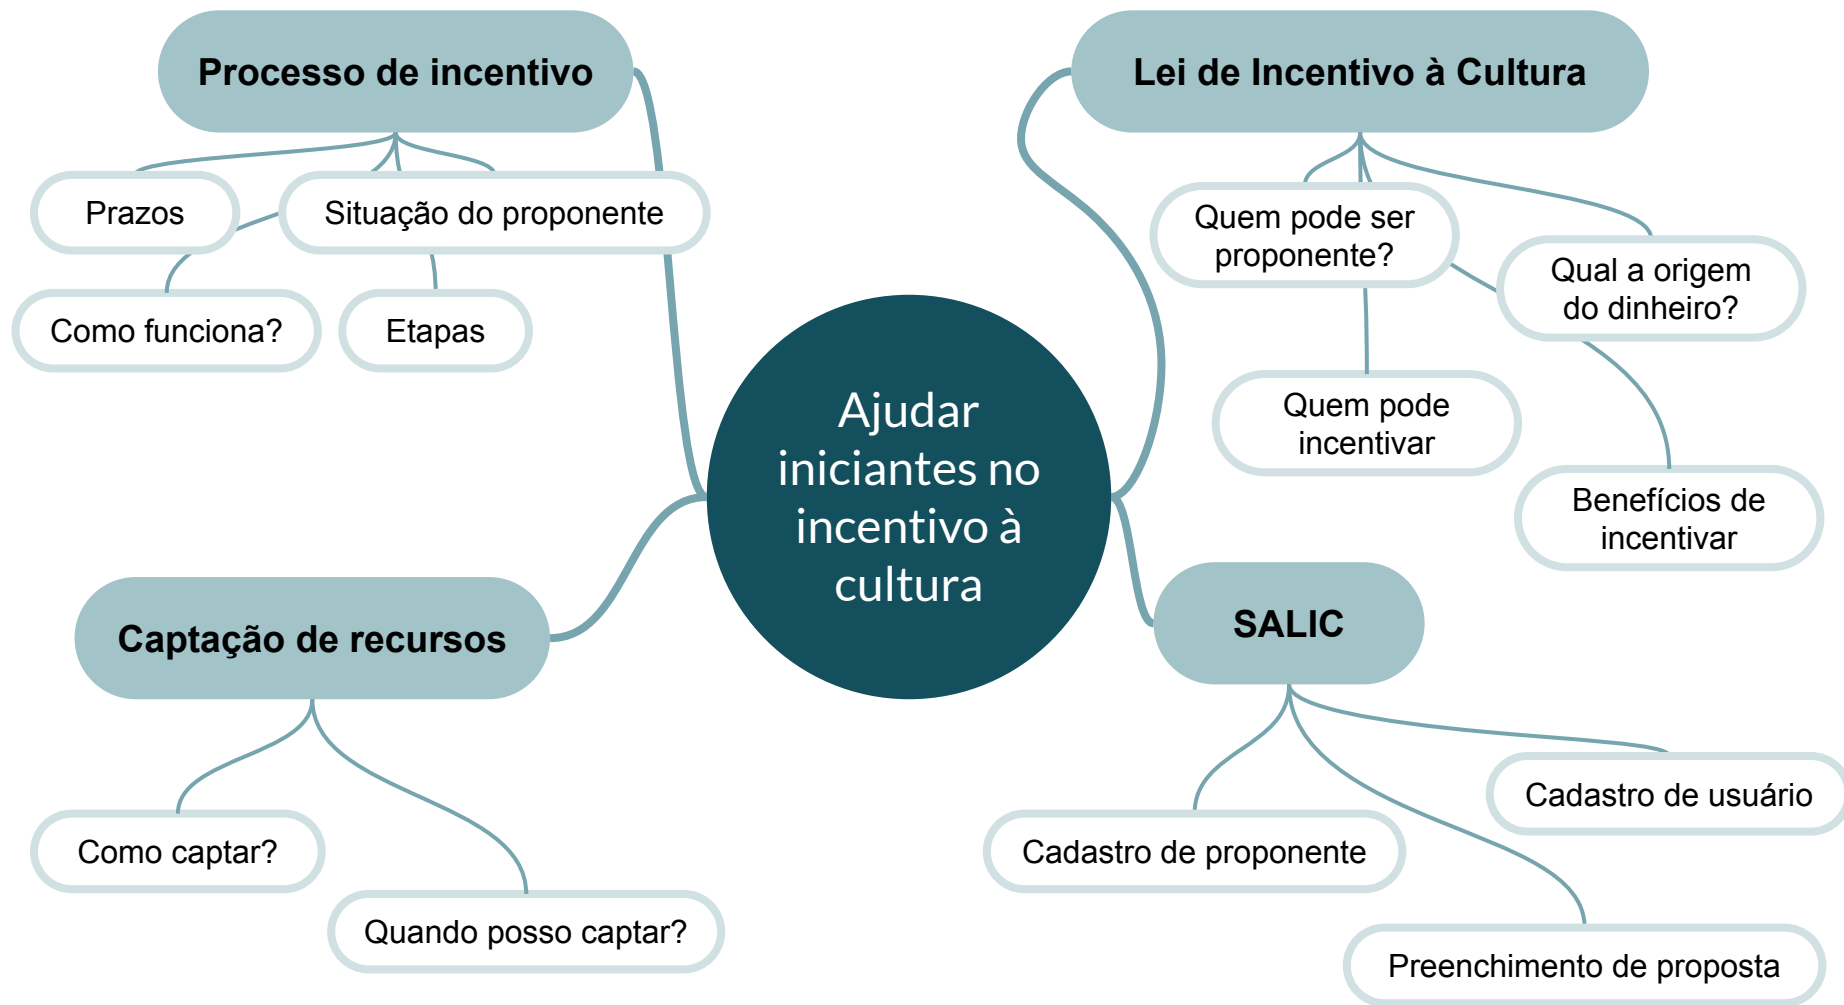 Processo de incentivo
Prazos
Situação do proponente
Como funciona?
Etapas
Lei de Incentivo à Cultura
Quem pode ser
proponente?
Qual a origem
do dinheiro?
Quem pode
incentivar
Benefícios de
incentivar
Ajudar
iniciantes no
incentivo à
cultura
Captação de recursos
Como captar?
Quando posso captar?
SALIC
Cadastro de usuário
Cadastro de proponente
Preenchimento de proposta